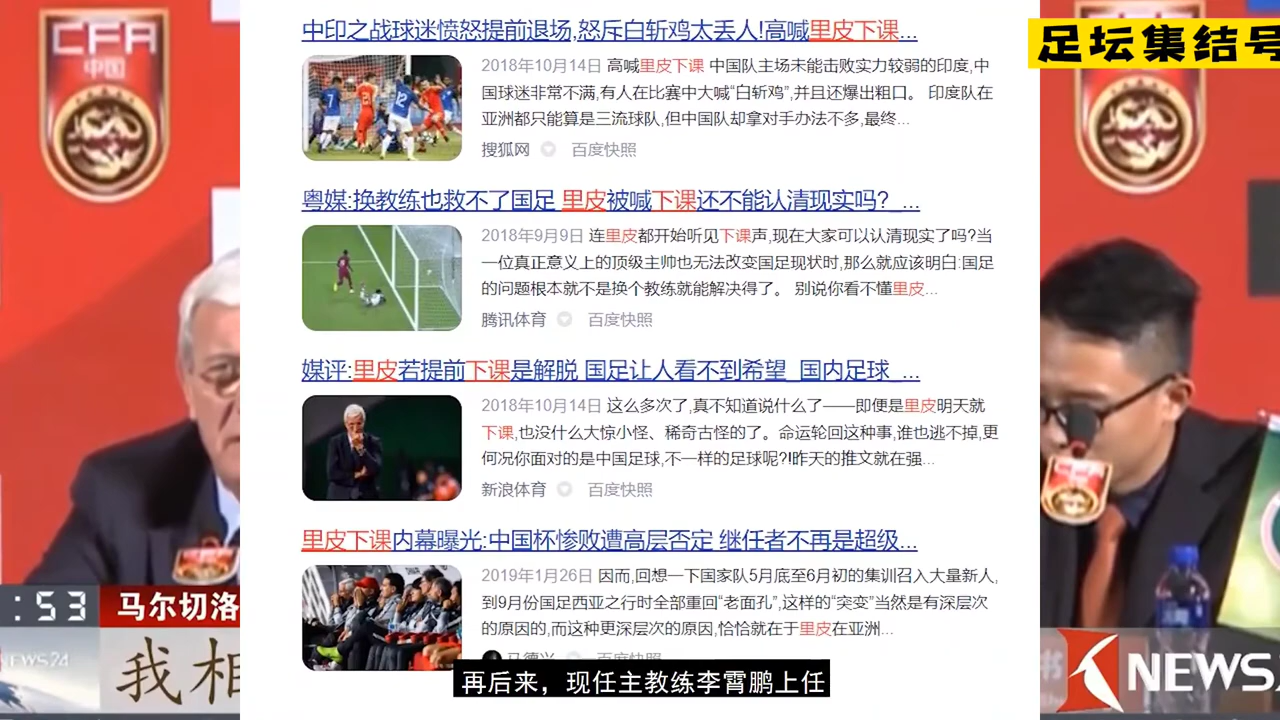 CFA
中国
足坛集结号
中印之战球迷愤怒提前退场,怒斥白斩鸡太丢人!高喊里皮下课...
2018年10月14日 高喊里皮下课 中国队主场未能击败实力较弱的印度,中
国球迷非常不满,有人在比赛中大喊“白斩鸡”,并且还爆出粗口。 印度队在
亚洲都只能算是三流球队,但中国队却拿对手办法不多,最终...
搜狐网 百度快照
粤媒:换教练也救不了国足 里皮被喊下课还不能认清现实吗?_...
2018年9月9日 连里皮都开始听见下课声,现在大家可以认清现实了吗?当
一位真正意义上的顶级主帅也无法改变国足现状时,那么就应该明白:国足
的问题根本就不是换个教练就能解决得了。 别说你看不懂里皮...
腾讯体育 百度快照
媒评:里皮若提前下课是解脱 国足让人看不到希望_国内足球_...
2018年10月14日 这么多次了,真不知道说什么了——即便是里皮明天就
下课,也没什么大惊小怪、稀奇古怪的了。命运轮回这种事,谁也逃不掉,更
何况你面对的是中国足球,不一样的足球呢?!昨天的推文就在强...
新浪体育 百度快照
里皮下课内幕曝光:中国杯惨败遭高层否定 继任者不再是超级...
2019年1月26日 因而,回想一下国家队5月底至6月初的集训召入大量新人,
到9月份国足西亚之行时全部重回“老面孔”,这样的“突变”当然是有深层次
的原因的,而这种更深层次的原因,恰恰就在于里皮在亚洲...
马德兴 百度快照
:53
马尔切洛
NEWS24
我相
NEWS
再后来，现任主教练李霄鹏上任